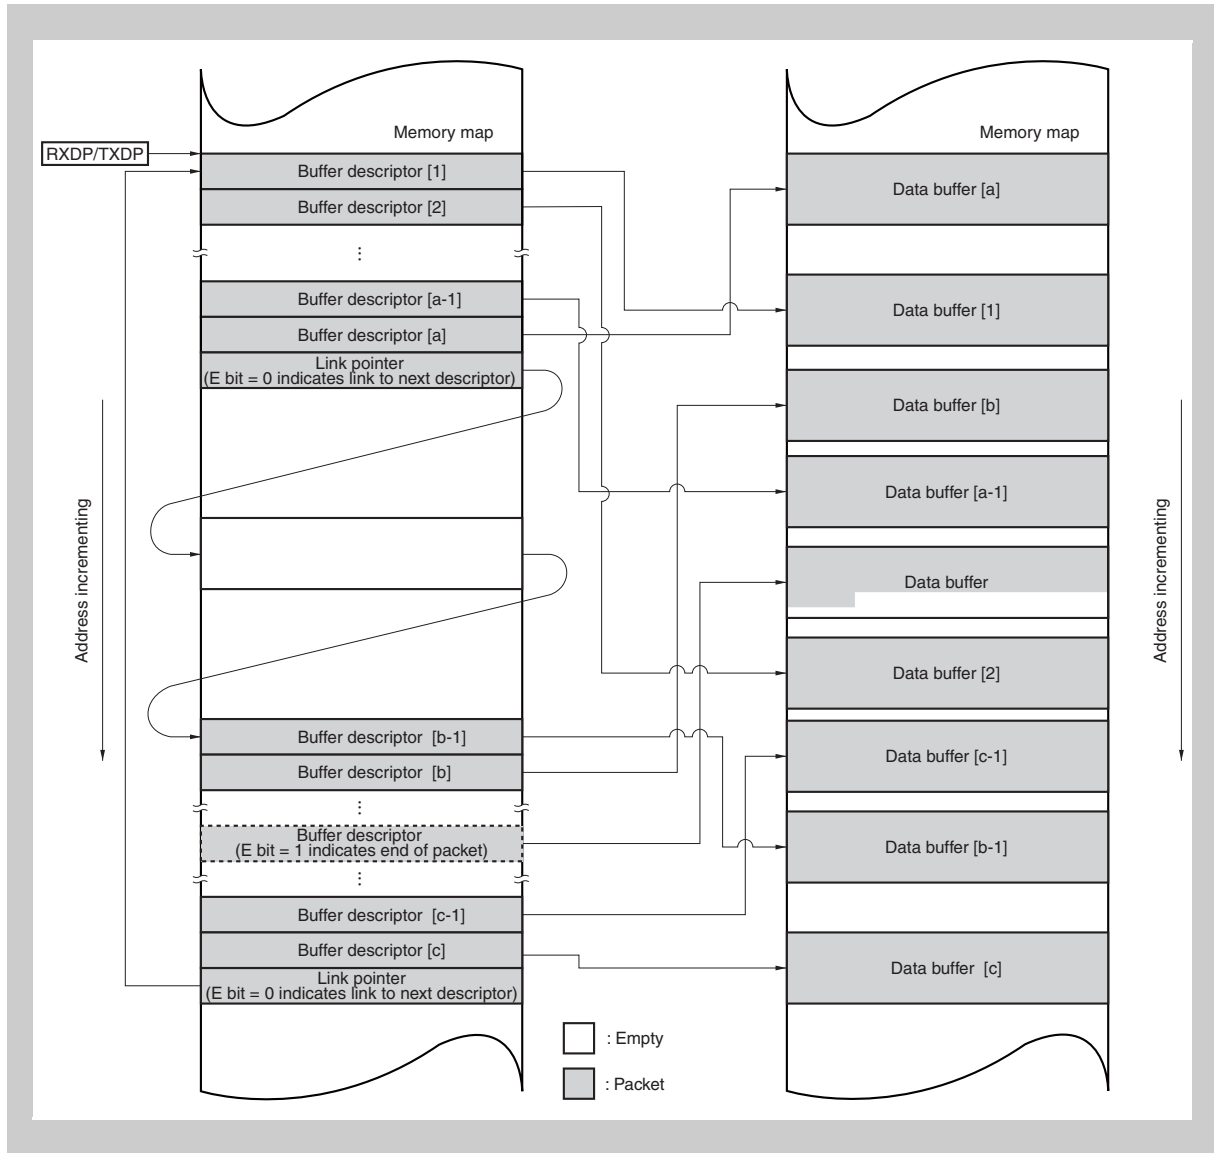 Memory map
RXDP/TXDP
Buffer descriptor [1]
Buffer descriptor [2]
⋮
Buffer descriptor [a-1]
Buffer descriptor [a]
Link pointer
(E bit = 0 indicates link to next descriptor)
Address incrementing
Buffer descriptor [b-1]
Buffer descriptor [b]
⋮
Buffer descriptor
(E bit = 1 indicates end of packet)
⋮
Buffer descriptor [c-1]
Buffer descriptor [c]
Link pointer
(E bit = 0 indicates link to next descriptor)
Memory map
Data buffer [a]
Data buffer [1]
Data buffer [b]
Data buffer [a-1]
Data buffer
Data buffer [2]
Data buffer [c-1]
Data buffer [b-1]
Data buffer [c]
Address incrementing
: Empty
: Packet